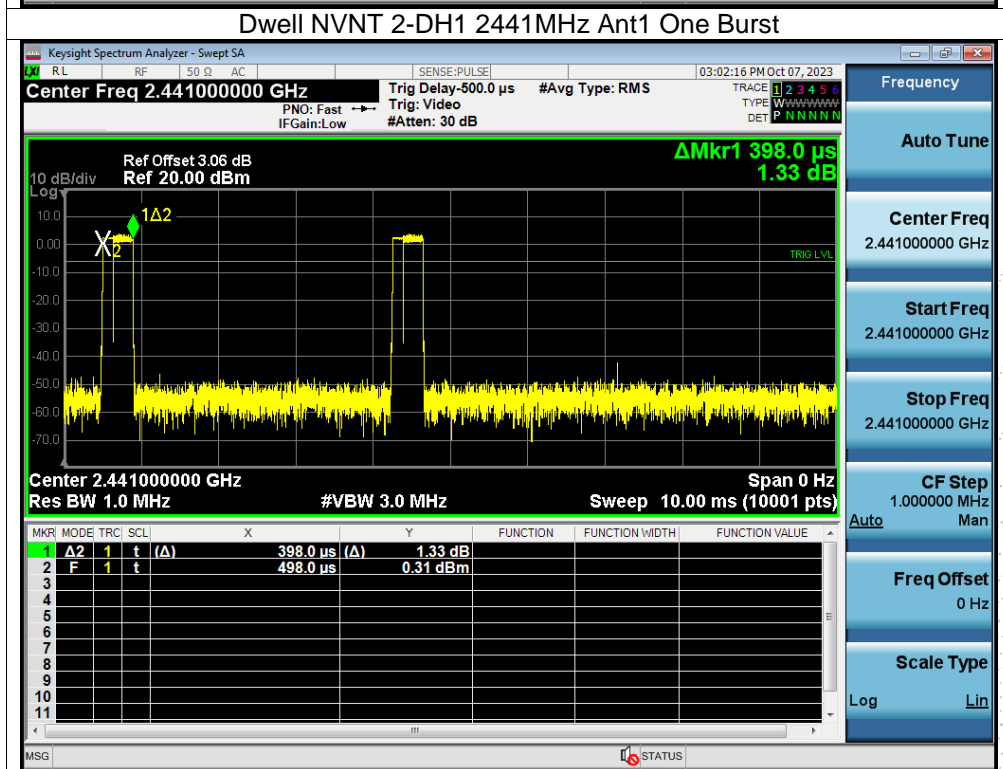 Dwell NVNT 2-DH1 2441MHz Ant1 One Burst
Keysight Spectrum Analyzer - Swept SA
LXI RL RF 50 Ω AC SENSE:PULSE 03:02:16 PM Oct 07, 2023
Center Freq 2.441000000 GHz Trig Delay-500.0 µs #Avg Type: RMS TRACE 1 2 3 4 5 6
PNO: Fast Trig: Video TYPE WWWWWW
IFGain:Low #Atten: 30 dB DET P N N N N N
Frequency
ΔMkr1 398.0 µs
1.33 dB
Ref Offset 3.06 dB
10 dB/div Ref 20.00 dBm
Log
10.0
0.00
-10.0
-20.0
-30.0
-40.0
-50.0
-60.0
-70.0
1Δ2
X2
TRIG LVL
Center 2.441000000 GHz Span 0 Hz
Res BW 1.0 MHz #VBW 3.0 MHz Sweep 10.00 ms (10001 pts)
MKR MODE TRC SCL X Y FUNCTION FUNCTION WIDTH FUNCTION VALUE
1 Δ2 1 t (Δ) 398.0 µs (Δ) 1.33 dB
2 F 1 t 498.0 µs 0.31 dBm
3
4
5
6
7
8
9
10
11
MSG STATUS
Auto Tune
Center Freq
2.441000000 GHz
Start Freq
2.441000000 GHz
Stop Freq
2.441000000 GHz
CF Step
1.000000 MHz
Auto Man
Freq Offset
0 Hz
Scale Type
Log Lin